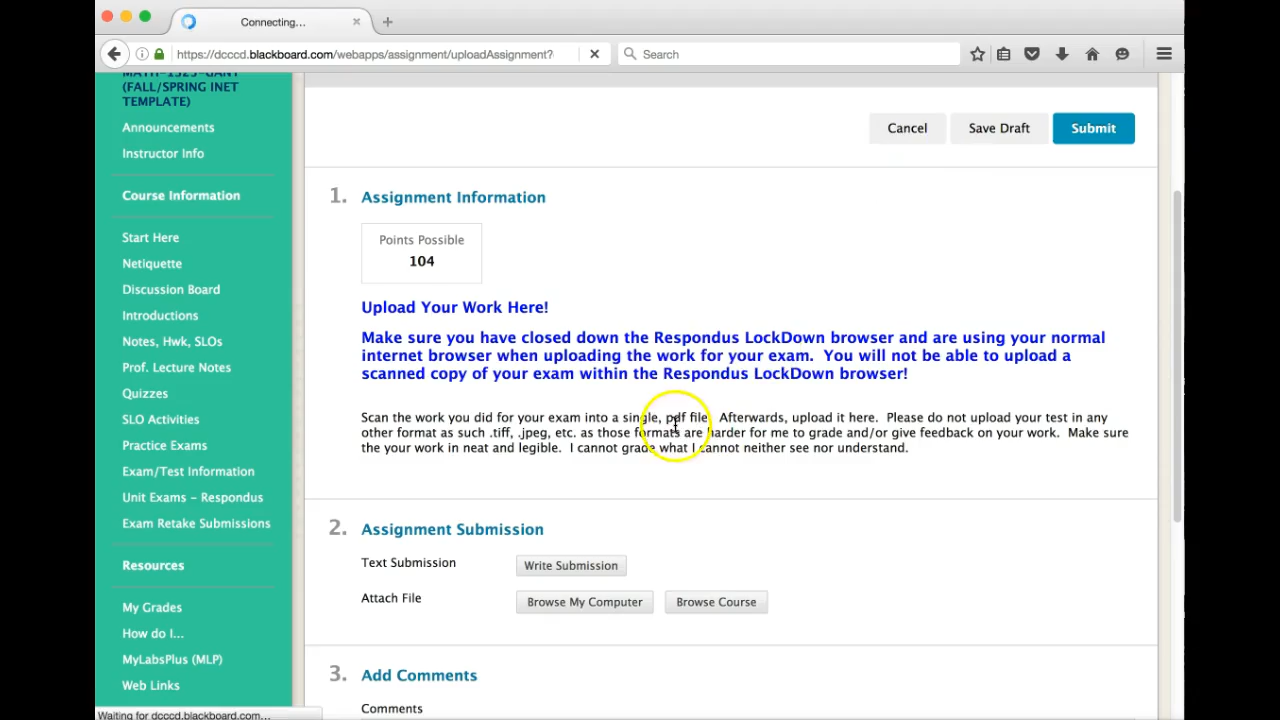 Connecting...
https://dcccd.blackboard.com/webapps/assignment/uploadAssignment?
Search
(FALL/SPRING INET
TEMPLATE)
Announcements
Instructor Info
Course Information
Start Here
Netiquette
Discussion Board
Introductions
Notes, Hwk, SLOs
Prof. Lecture Notes
Quizzes
SLO Activities
Practice Exams
Exam/Test Information
Unit Exams - Respondus
Exam Retake Submissions
Resources
My Grades
How do I...
MyLabsPlus (MLP)
Web Links
Waiting for dcccd.blackboard.com...
Cancel
Save Draft
Submit
1. Assignment Information
Points Possible
104
Upload Your Work Here!
Make sure you have closed down the Respondus LockDown browser and are using your normal
internet browser when uploading the work for your exam.  You will not be able to upload a
scanned copy of your exam within the Respondus LockDown browser!
Scan the work you did for your exam into a single, pdf file.  Afterwards, upload it here.  Please do not upload your test in any
other format as such .tiff, .jpeg, etc. as those formats are harder for me to grade and/or give feedback on your work.  Make sure
the your work in neat and legible.  I cannot grade what I cannot neither see nor understand.
2. Assignment Submission
Text Submission
Write Submission
Attach File
Browse My Computer
Browse Course
3. Add Comments
Comments